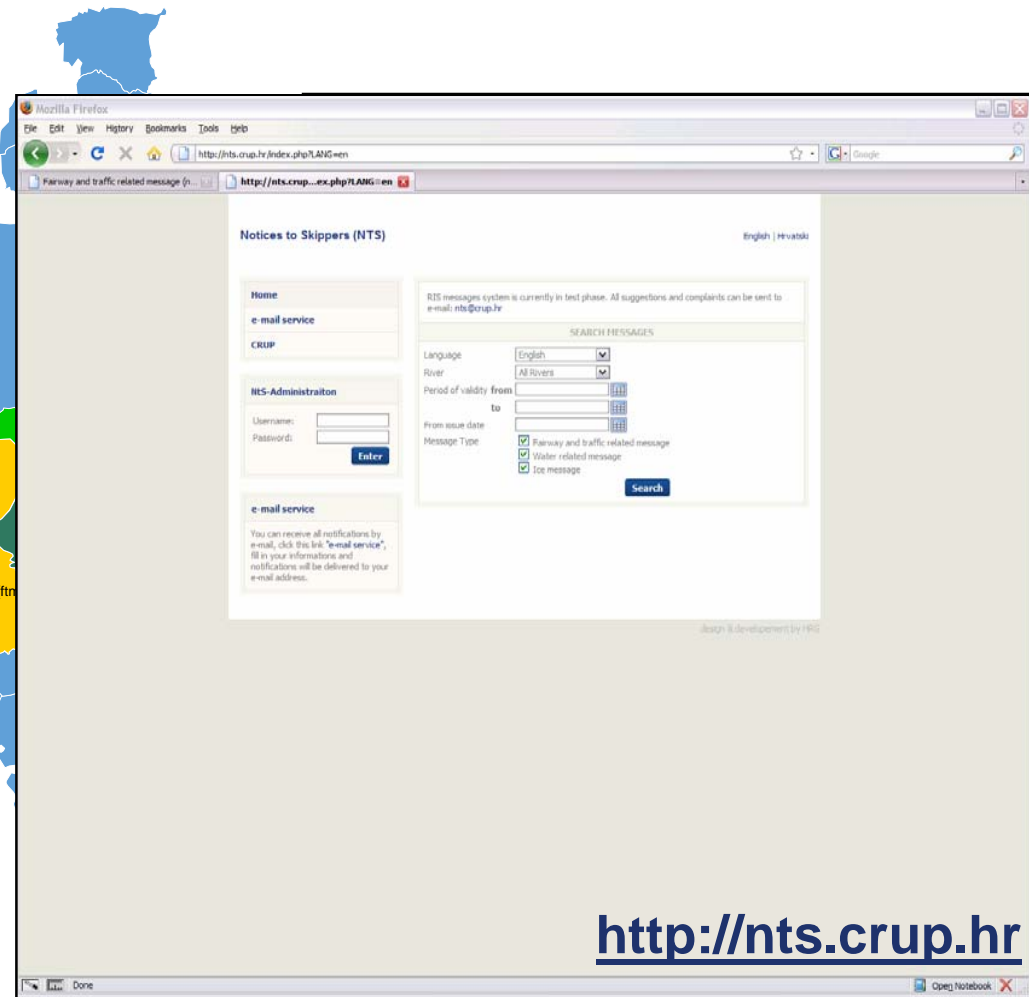 Mozilla Firefox
File Edit View History Bookmarks Tools Help
http://nts.crup.hr/index.php?LANG=en
Google
Fairway and traffic related message (n...
http://nts.crup...ex.php?LANG=en
Notices to Skippers (NTS)
English | Hrvatski
Home
e-mail service
CRUP
NtS-Administraiton
Username:
Password:
Enter
e-mail service
You can receive all notifications by
e-mail, click this link "e-mail service",
fill in your informations and
notifications will be delivered to your
e-mail address.
RIS messages system is currently in test phase. All suggestions and complaints can be sent to
e-mail: nts@crup.hr
SEARCH MESSAGES
Language English
River All Rivers
Period of validity from
to
From issue date
Message Type Fairway and traffic related message
Water related message
Ice message
Search
design & developement by HRG
http://nts.crup.hr
Done
Open Notebook